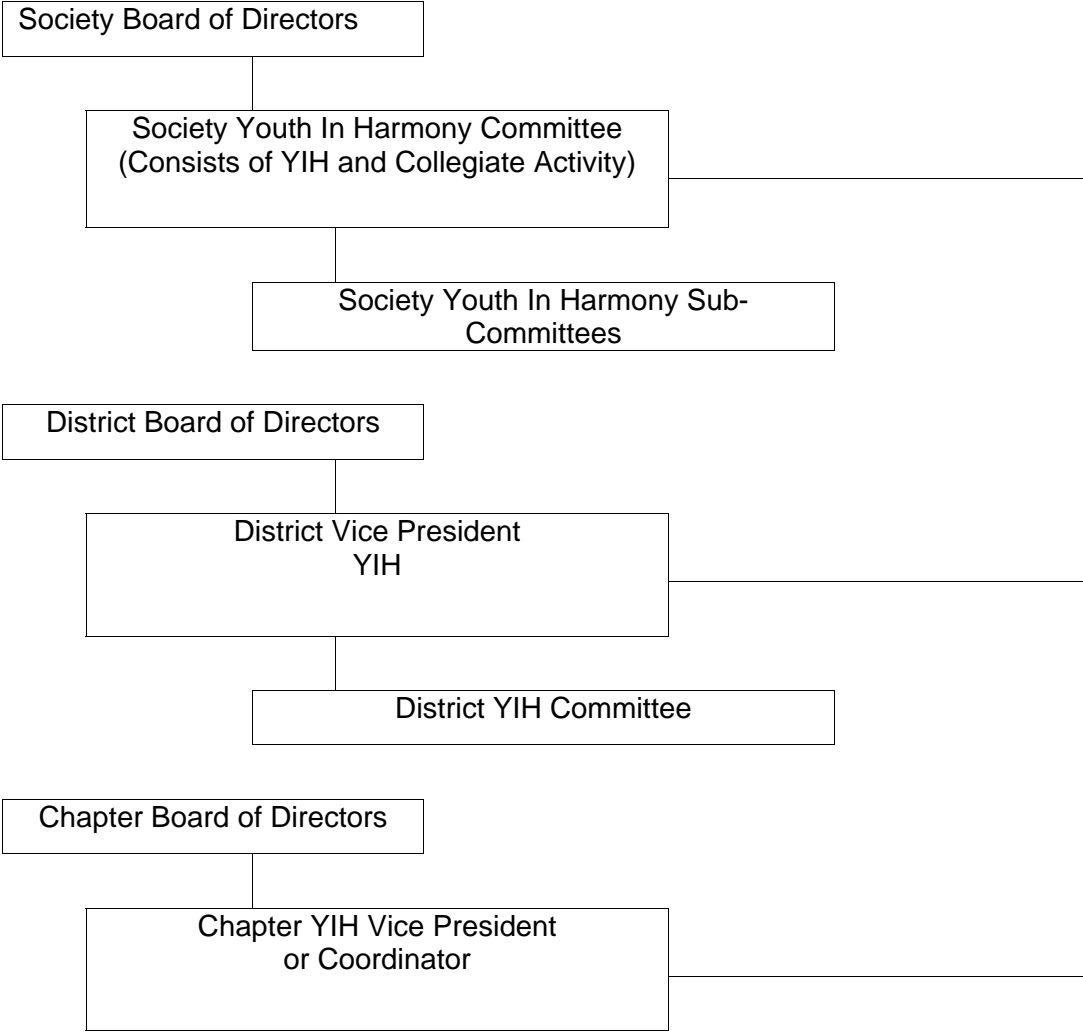 Society Board of Directors
Society Youth In Harmony Committee
(Consists of YIH and Collegiate Activity)
Society Youth In Harmony Sub-
Committees
District Board of Directors
District Vice President
YIH
District YIH Committee
Chapter Board of Directors
Chapter YIH Vice President
or Coordinator